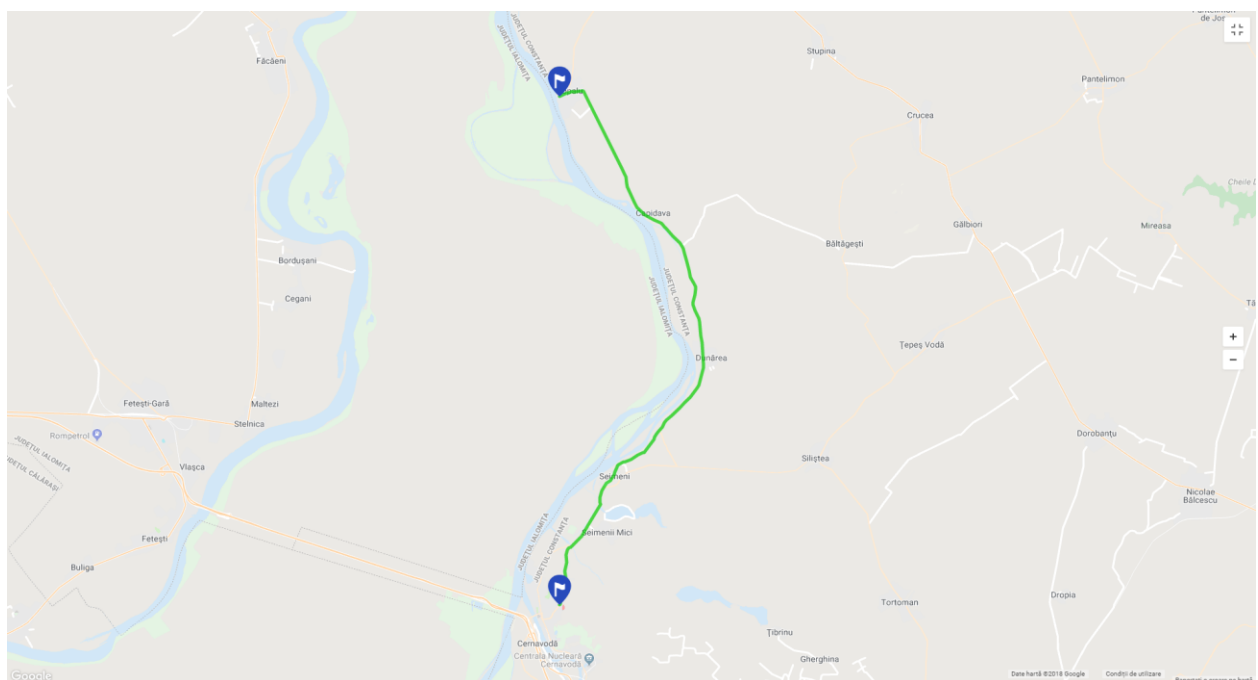 Pantelimon
de Jos
JUDEȚUL CONSTANȚA
JUDEȚUL IALOMIȚA
Făcăeni
Stupina
Pantelimon
Crucea
Cheile D
Capidava
Gălbiori
Mireasa
Băltăgești
Bordușani
Cegani
JUDEȚUL CONSTANȚA
JUDEȚUL IALOMIȚA
Tă
+
Țepeș Vodă
Dunărea
−
Fetești-Gară
Maltezi
Stelnica
Rompetrol
Dorobanțu
JUDEȚUL IALOMIȚA
JUDEȚUL CĂLĂRAȘI
Vlașca
Siliștea
Seimeni
Nicolae
Bălcescu
Seimenii Mici
Fetești
JUDEȚUL IALOMIȚA
JUDEȚUL CONSTANȚA
Buliga
Dropia
Tortoman
Țibrinu
Cernavodă
Centrala Nucleară
Cernavodă
Gherghina
Google
Date hartă ©2018 Google
Condiții de utilizare